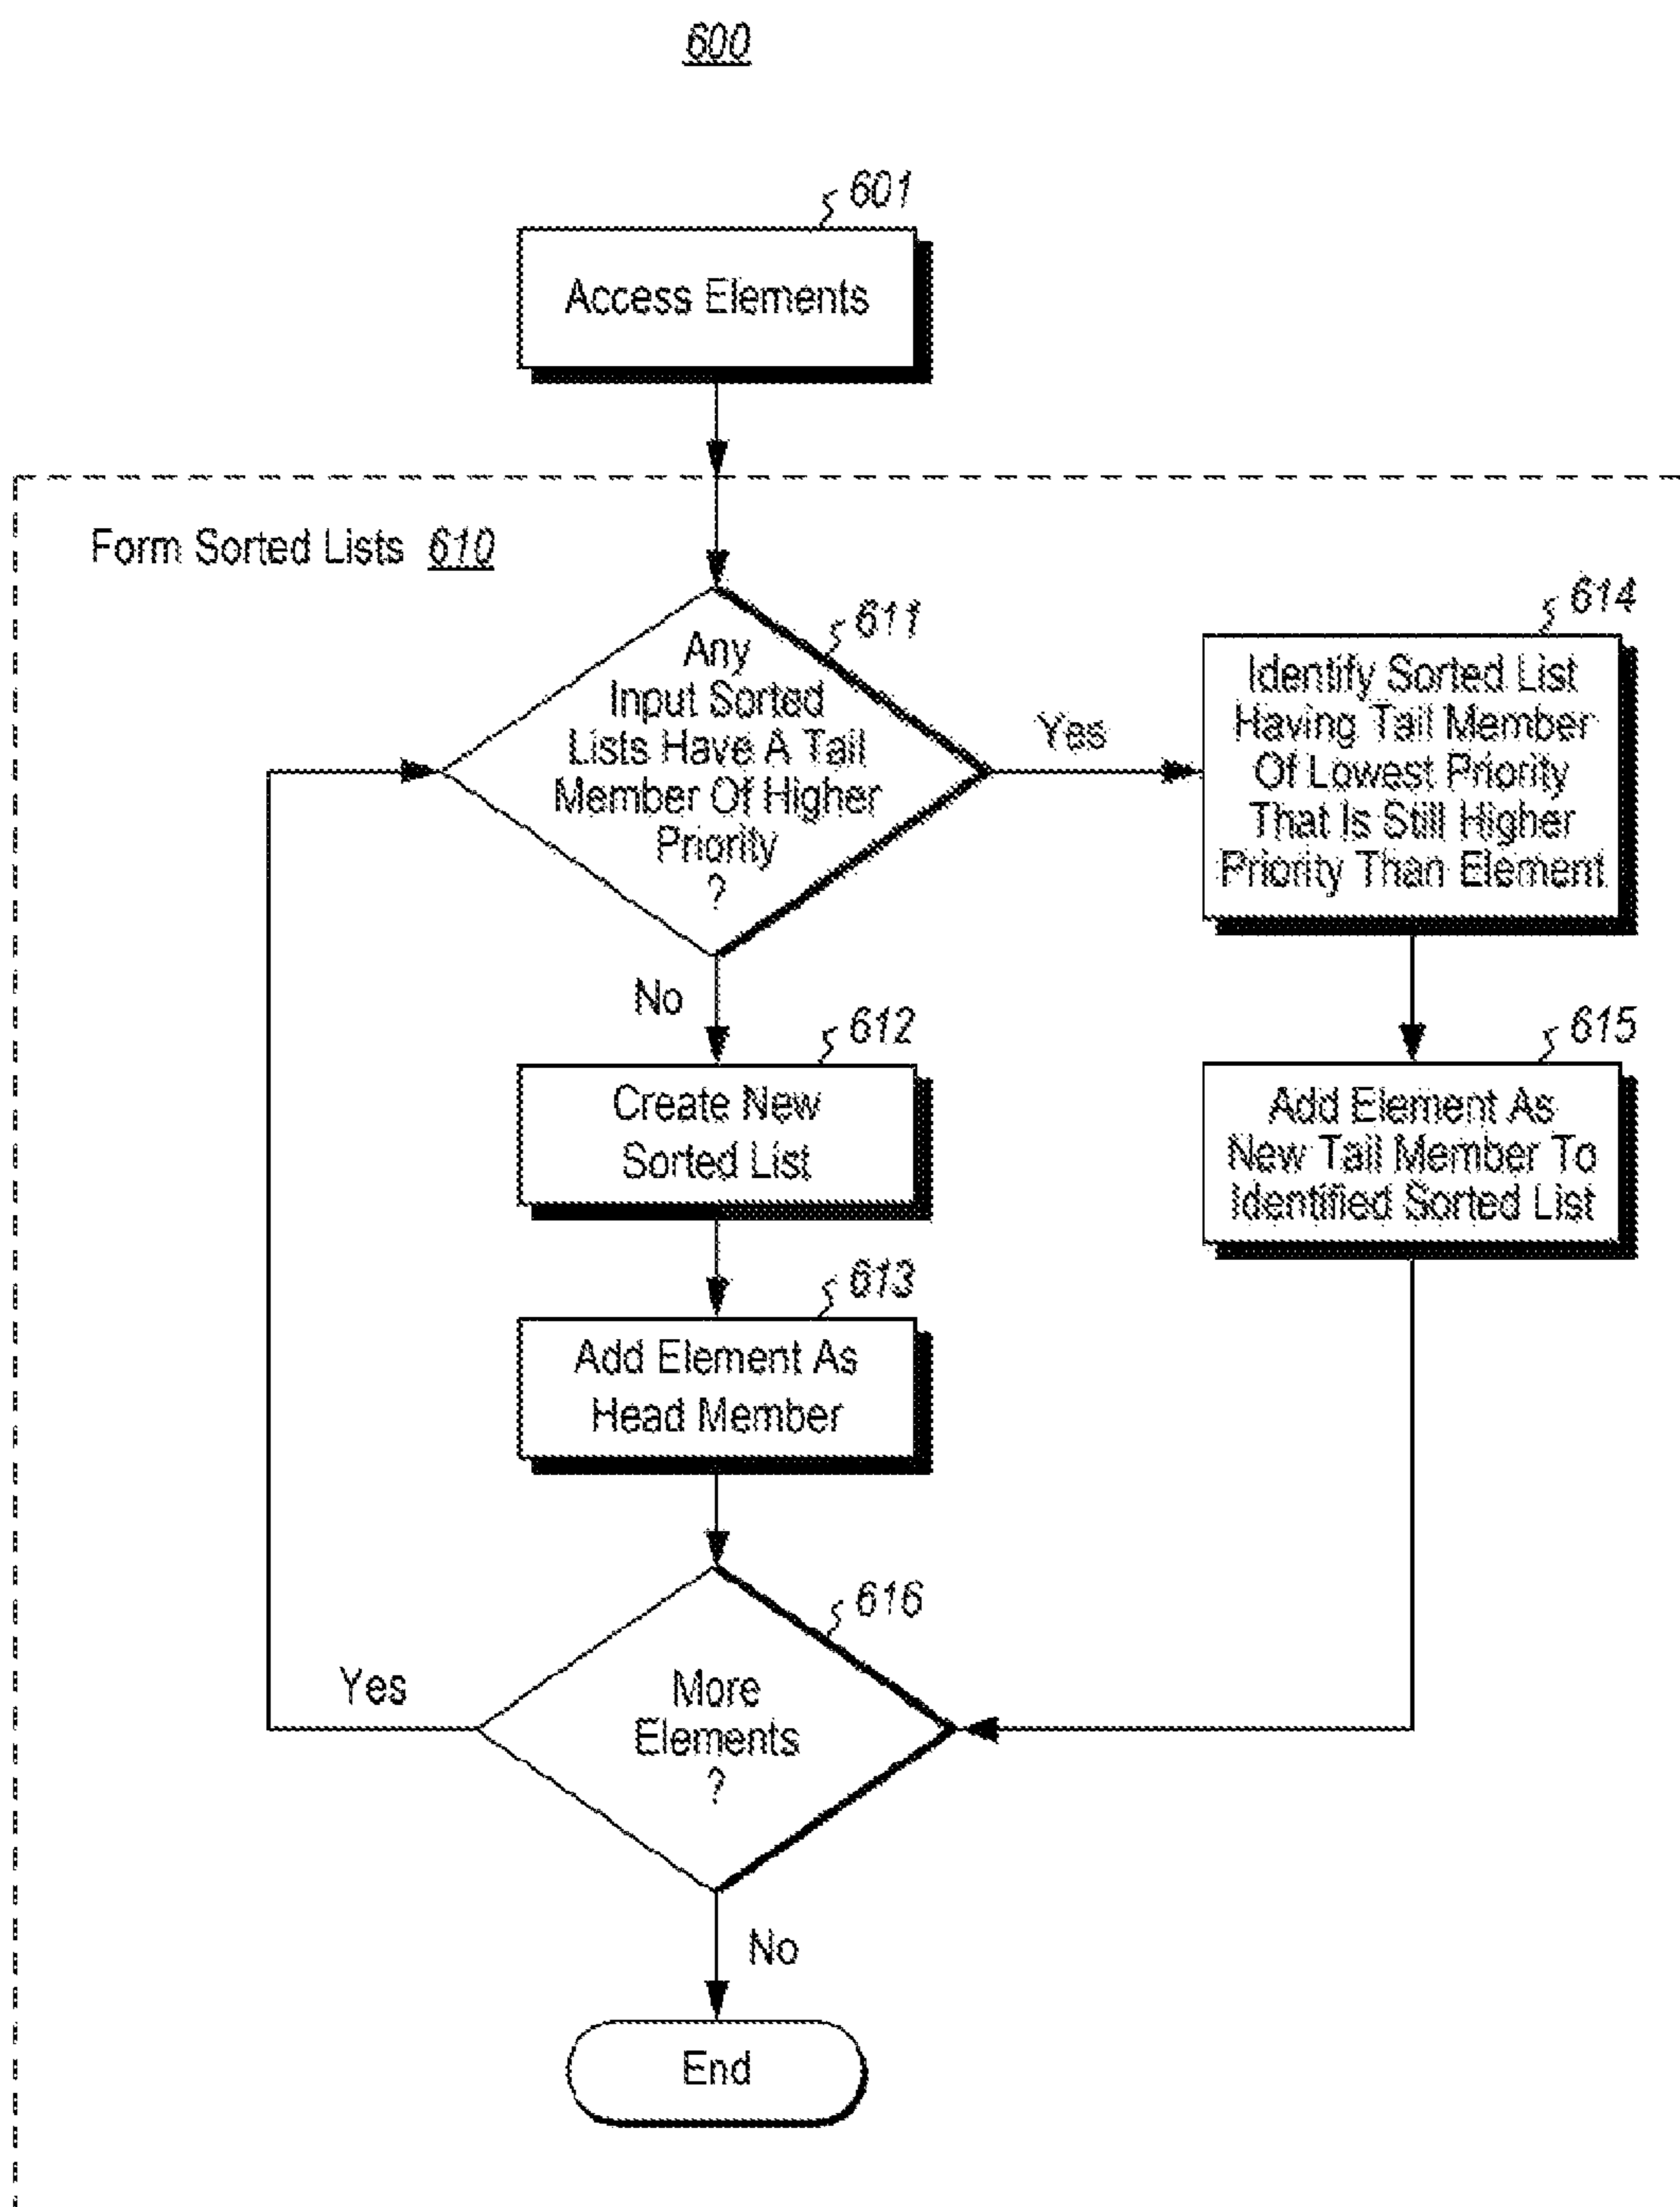 600
601
Access Elements
Form Sorted Lists 610
611
Any
Input Sorted
Lists Have A Tail
Member Of Higher
Priority
?
Yes
614
Identify Sorted List
Having Tail Member
Of Lowest Priority
That Is Still Higher
Priority Than Element
No
612
Create New
Sorted List
615
Add Element As
New Tail Member To
Identified Sorted List
613
Add Element As
Head Member
616
More
Elements
?
Yes
No
End